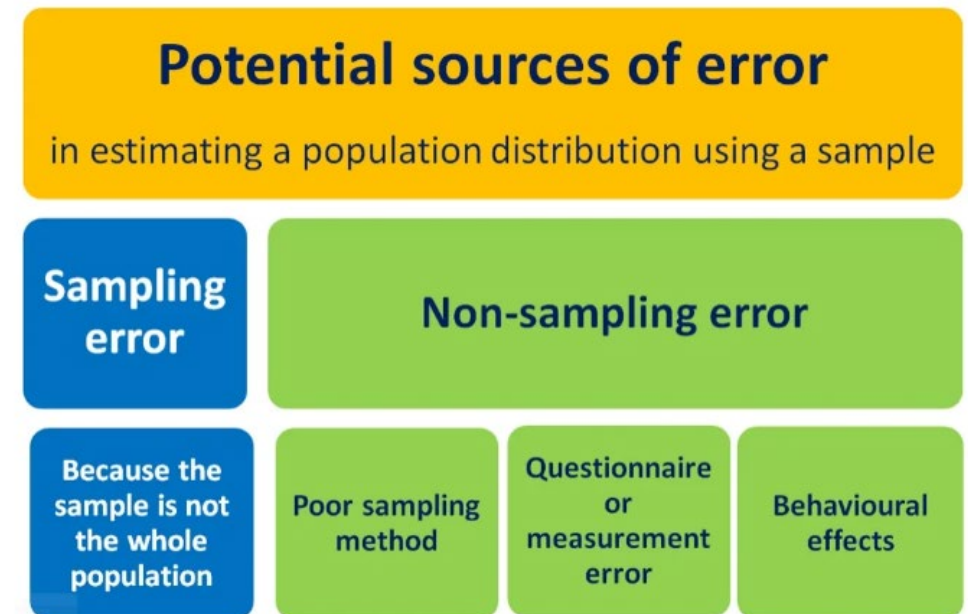 Potential sources of error
in estimating a population distribution using a sample
Sampling
error
Non-sampling error
Because the
sample is not
the whole
population
Poor sampling
method
Questionnaire
or
measurement
error
Behavioural
effects